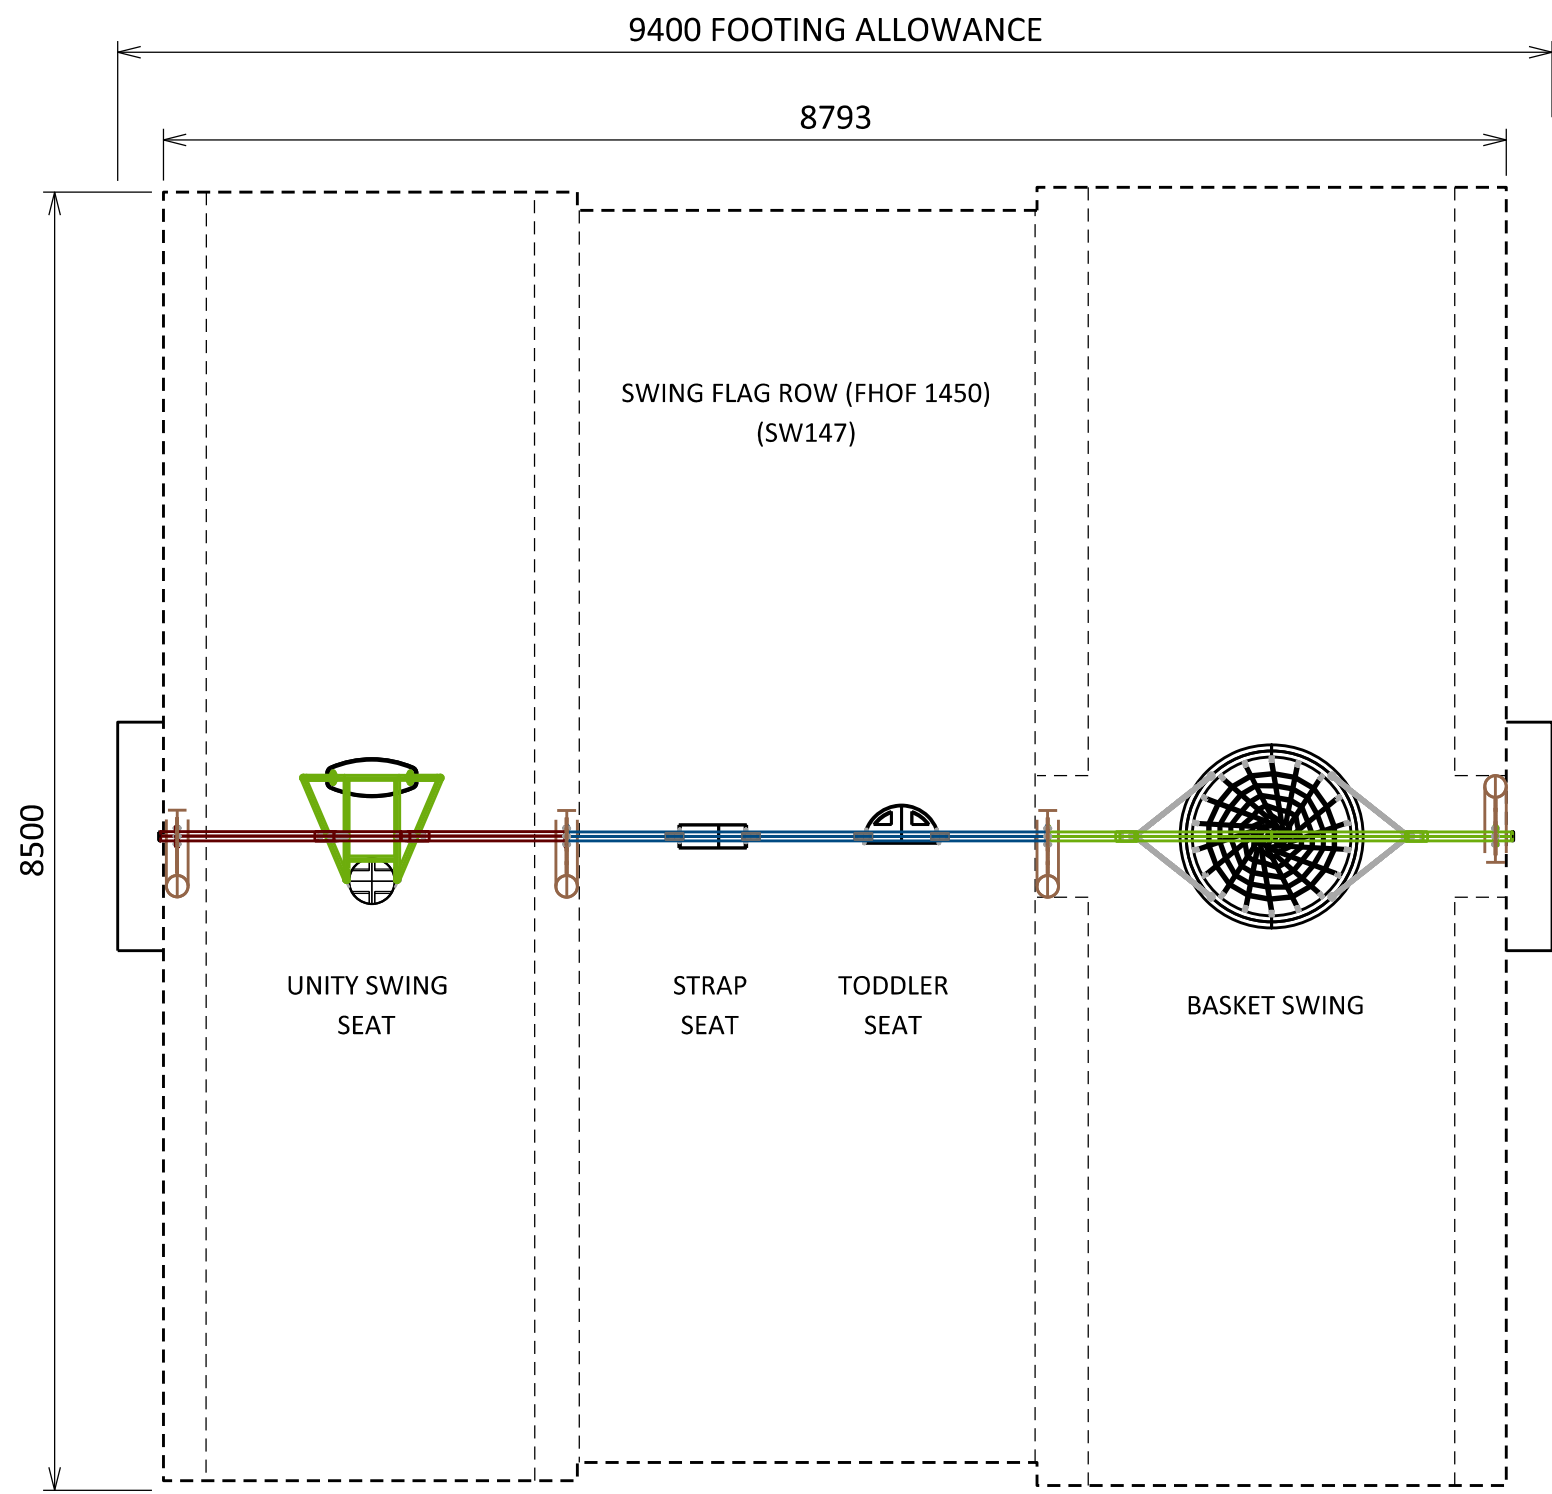 9400 FOOTING ALLOWANCE
8793
8500
SWING FLAG ROW (FHOF 1450)
(SW147)
UNITY SWING
SEAT
STRAP
SEAT
TODDLER
SEAT
BASKET SWING